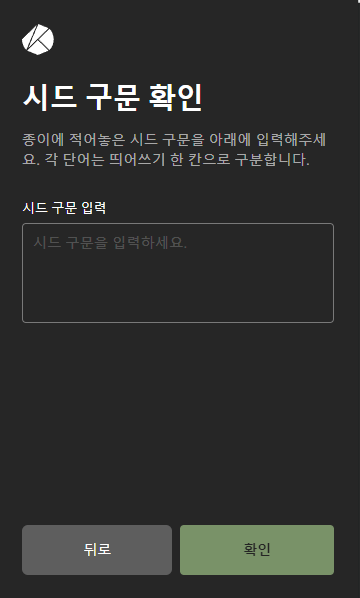 시드 구문 확인
종이에 적어놓은 시드 구문을 아래에 입력해주세
요. 각 단어는 띄어쓰기 한 칸으로 구분합니다.
시드 구문 입력
시드 구문을 입력하세요.
뒤로
확인